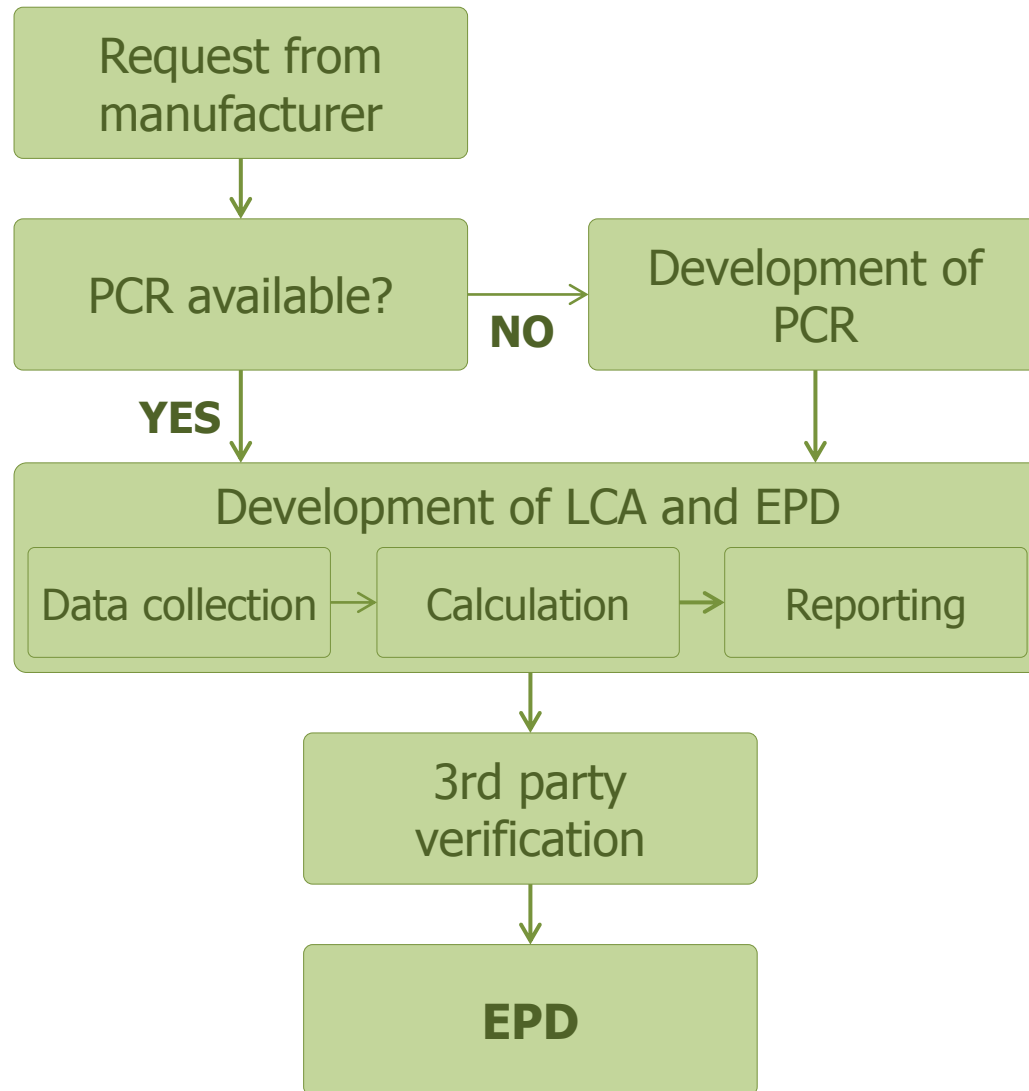 Request from
manufacturer
PCR available?
NO
Development of
PCR
YES
Development of LCA and EPD
Data collection
Calculation
Reporting
3rd party
verification
EPD